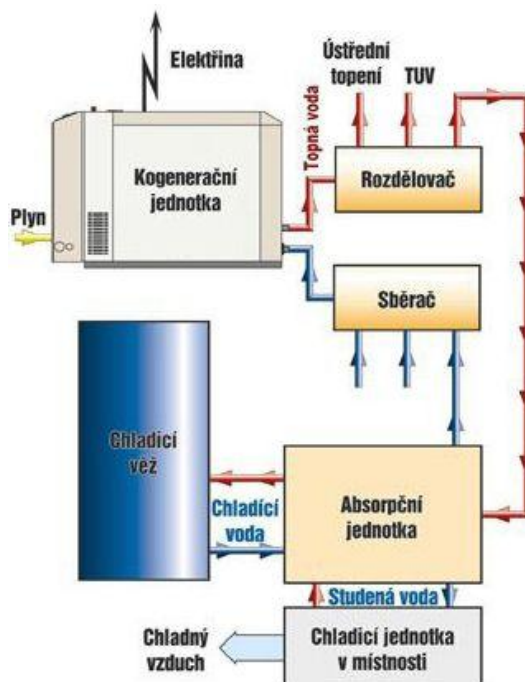 Elektřina
Ústřední
topení
TUV
Topná voda
Kogenerační
jednotka
Rozdělovač
Plyn
Sběrač
Chladicí
věž
Absorpční
jednotka
Chladící
voda
Studená voda
Chladný
vzduch
Chladicí jednotka
v místnosti